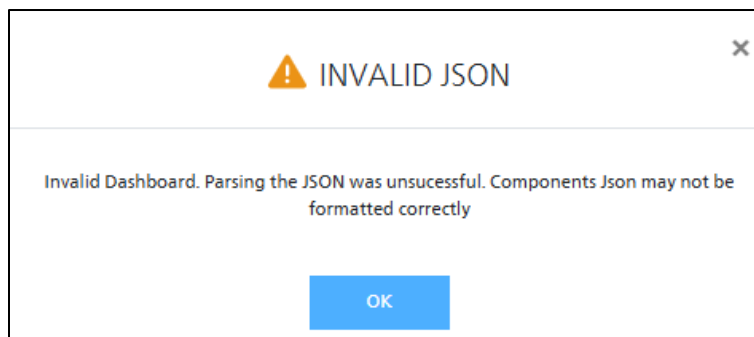 INVALID JSON
Invalid Dashboard. Parsing the JSON was unsucessful. Components Json may not be
formatted correctly
OK